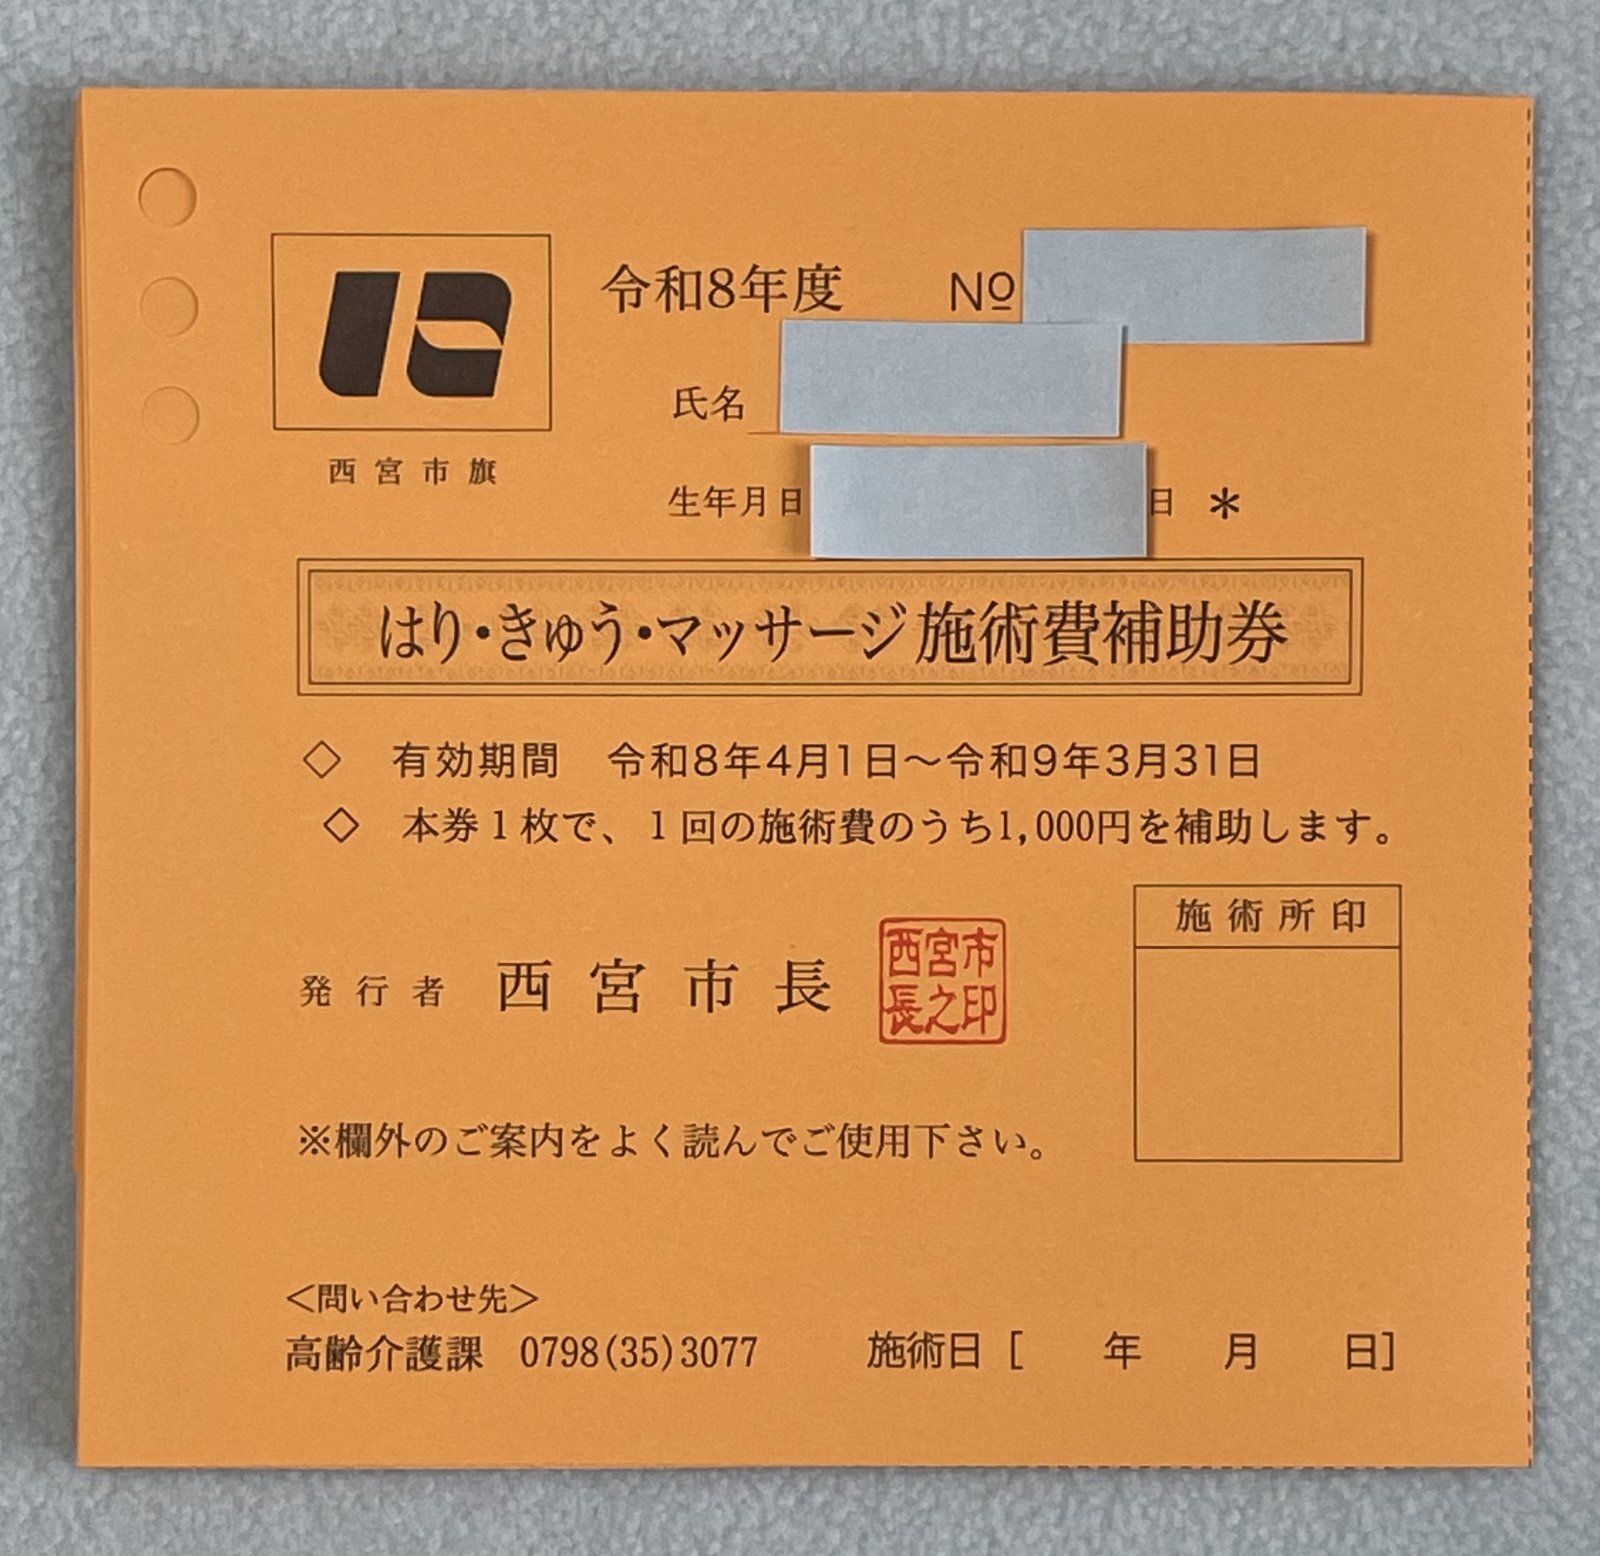 令和8年度 №
氏名
西宮市旗
生年月日 日 *
はり・きゅう・マッサージ施術費補助券
◇ 有効期間 令和8年4月1日～令和9年3月31日
◇ 本券1枚で、1回の施術費のうち1,000円を補助します。
施術所印
発行者 西宮市長
西宮市
長之印
※欄外のご案内をよく読んでご使用下さい。
<問い合わせ先>
高齢介護課 0798(35)3077 施術日[ 年 月 日]